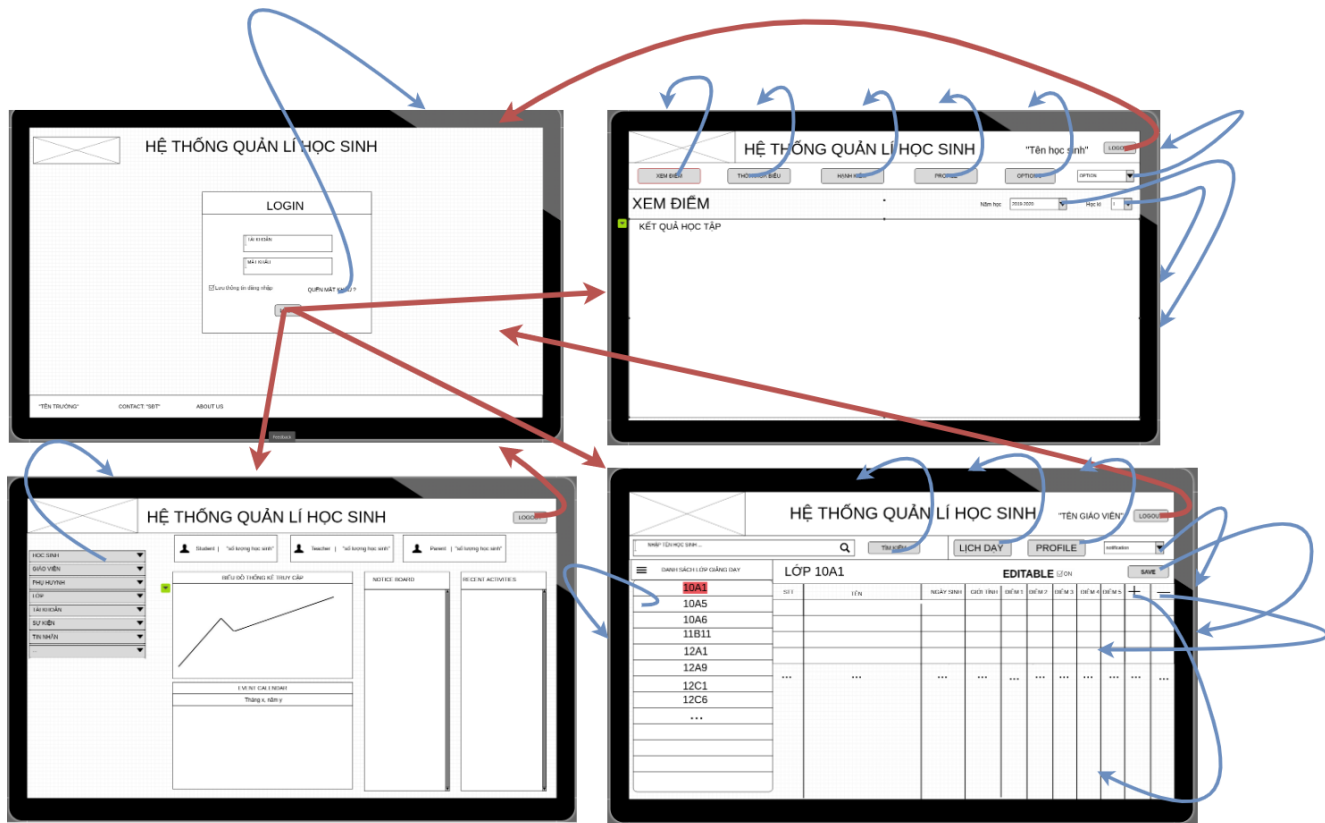 HỆ THỐNG QUẢN LÍ HỌC SINH
LOGIN
TÀI KHOẢN
MẬT KHẨU
Lưu thông tin đăng nhập
QUÊN MẬT KHẨU ?
"TÊN TRƯỜNG" CONTACT: "SĐT" ABOUT US
Feedback
HỆ THỐNG QUẢN LÍ HỌC SINH
"Tên học sinh"
LOGOUT
XEM ĐIỂM
HẠNH KIỂM
PROFILE
OPTION
XEM ĐIỂM
Năm học
2019-2020
Học kì
KẾT QUẢ HỌC TẬP
HỆ THỐNG QUẢN LÍ HỌC SINH
LOGOUT
Student | "số lượng học sinh"
Teacher | "số lượng học sinh"
Parent | "số lượng học sinh"
HỌC SINH
GIÁO VIÊN
PHỤ HUYNH
LỚP
TÀI KHOẢN
SỰ KIỆN
TIN NHẮN
...
BIỂU ĐỒ THỐNG KÊ TRUY CẬP
NOTICE BOARD
RECENT ACTIVITIES
EVENT CALENDAR
Tháng x, năm y
HỆ THỐNG QUẢN LÍ HỌC SINH
"TÊN GIÁO VIÊN"
LOGOUT
NHẬP TÊN HỌC SINH ...
TÌM KIẾM
LỊCH DẠY
PROFILE
notification
DANH SÁCH LỚP GIẢNG DẠY
10A1
10A5
10A6
11B11
12A1
12A9
12C1
12C6
...
LỚP 10A1
EDITABLE ON
SAVE
STT TÊN NGÀY SINH GIỚI TÍNH ĐIỂM 1 ĐIỂM 2 ĐIỂM 3 ĐIỂM 4 ĐIỂM 5 + —
... ... ... ... ... ... ... ... ... ... ...